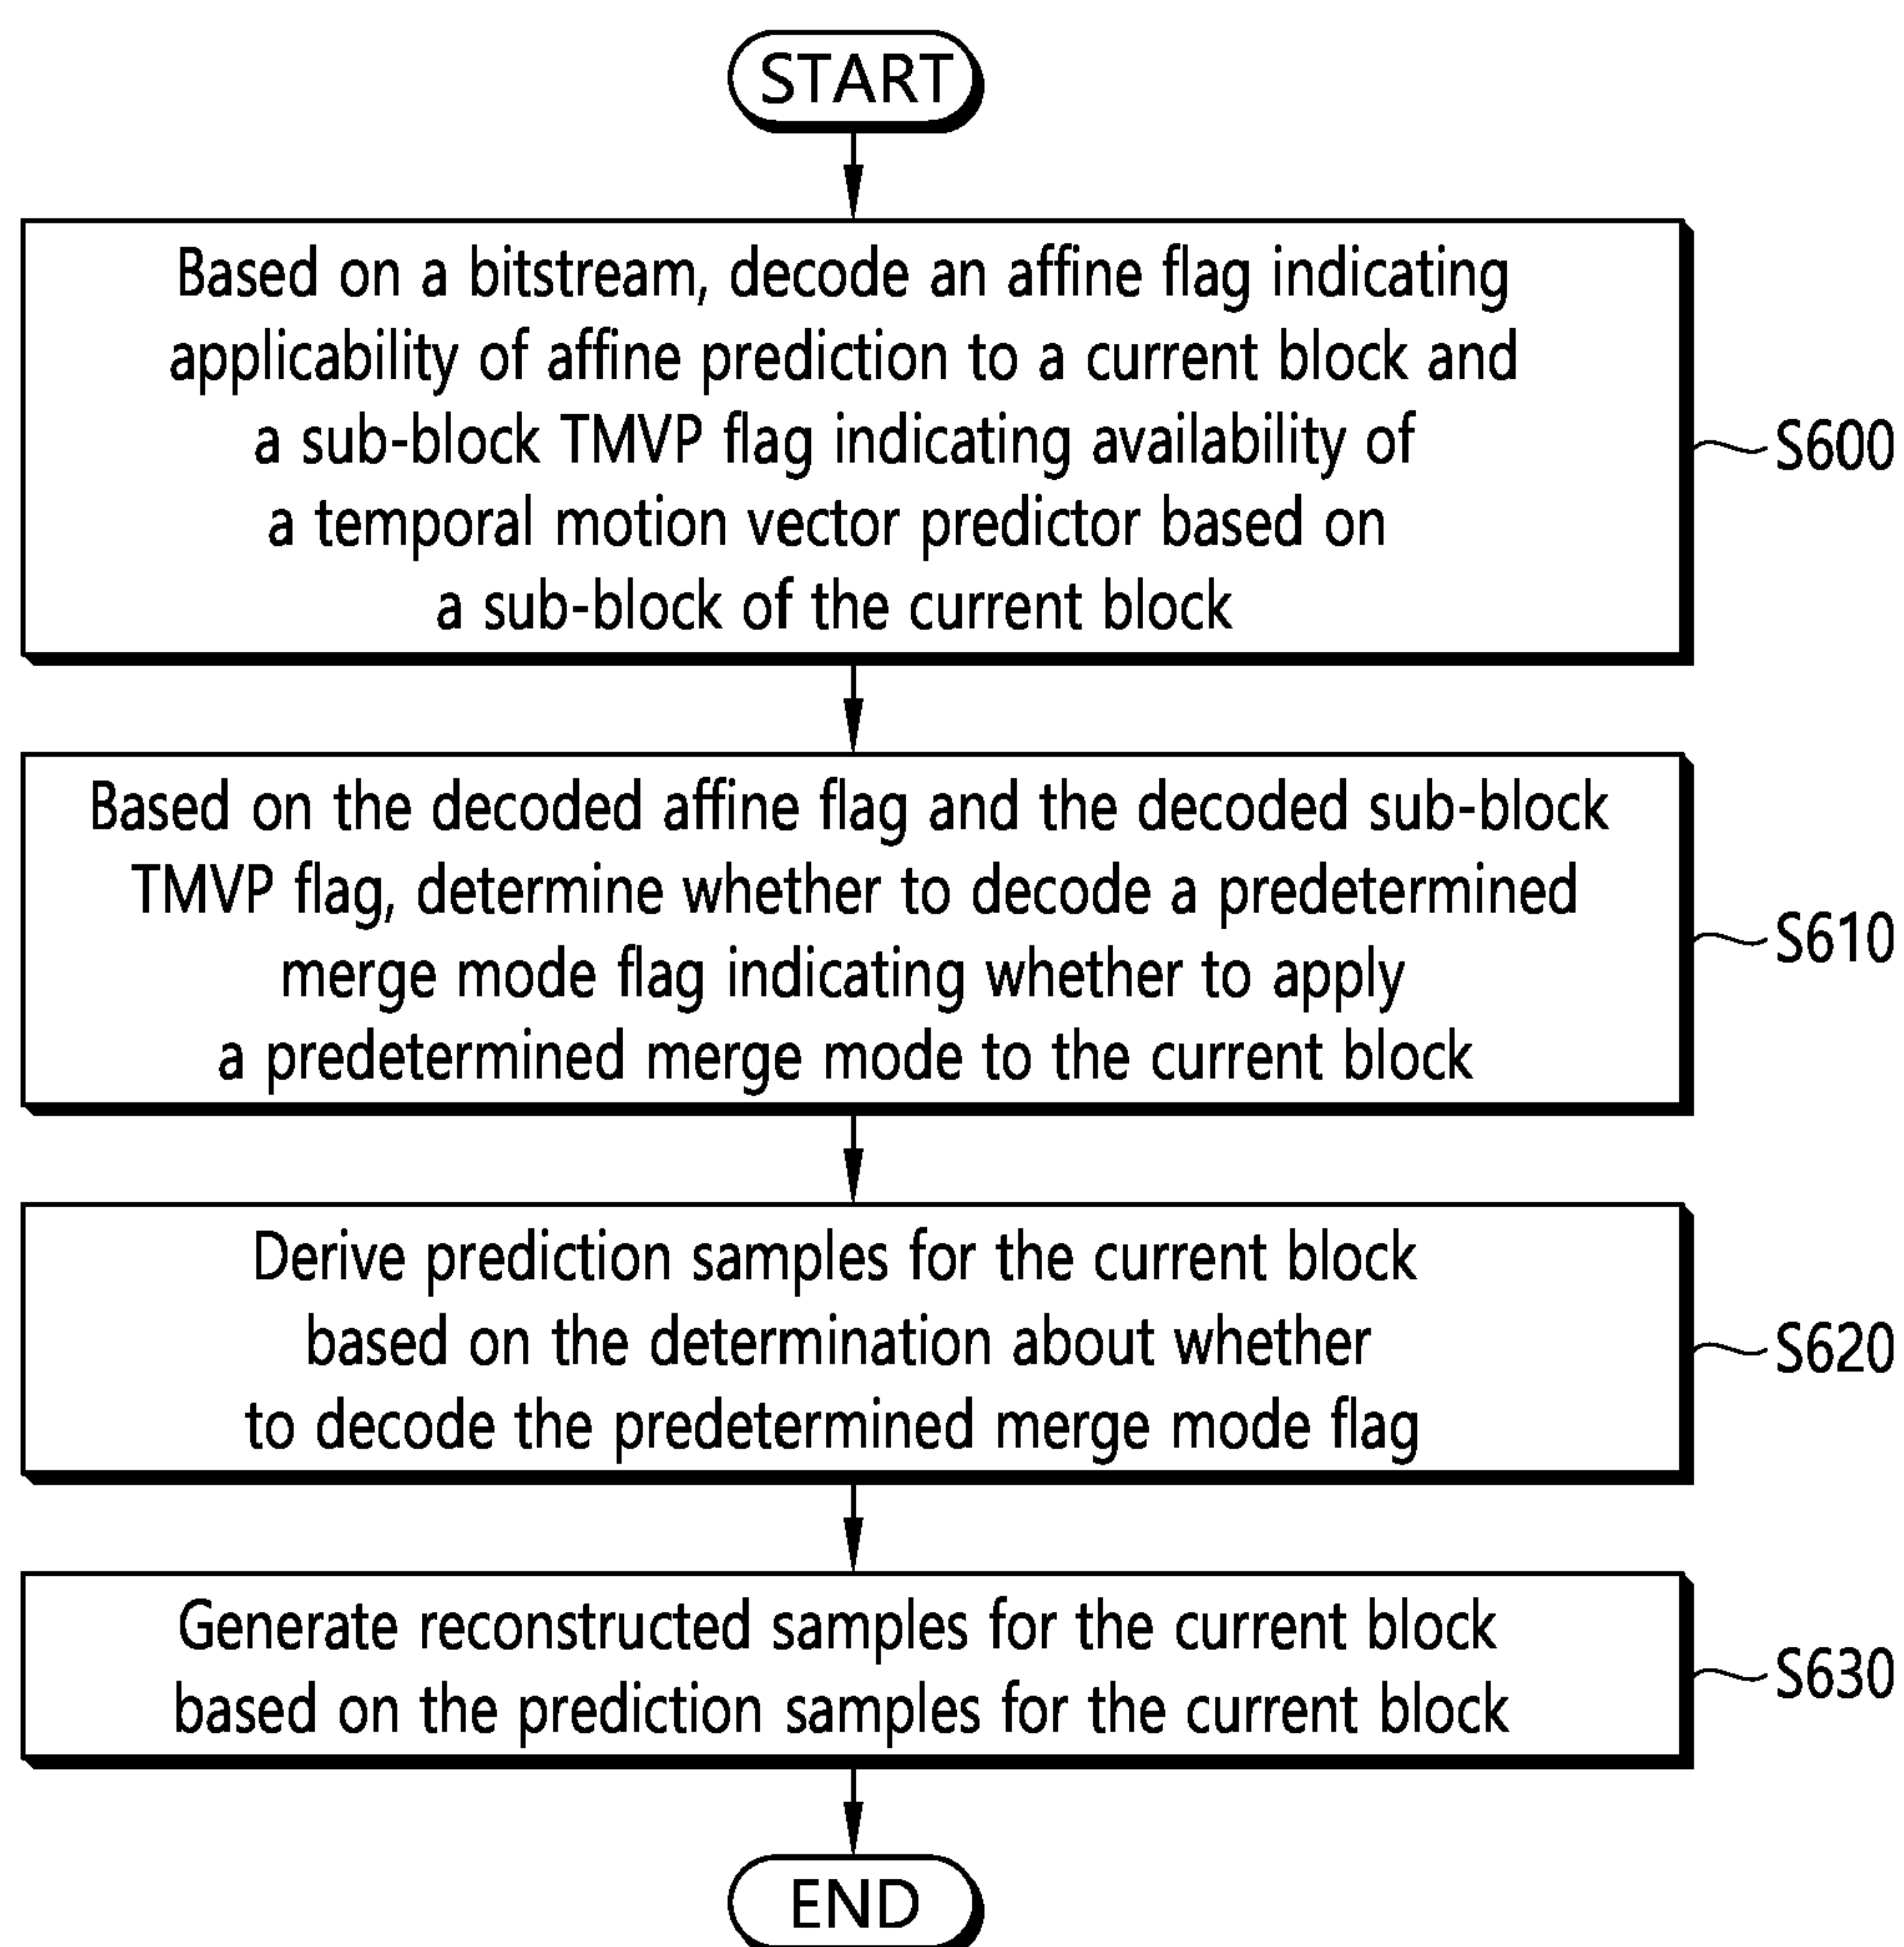 START
Based on a bitstream, decode an affine flag indicating
applicability of affine prediction to a current block and
a sub-block TMVP flag indicating availability of
a temporal motion vector predictor based on
a sub-block of the current block
S600
Based on the decoded affine flag and the decoded sub-block
TMVP flag, determine whether to decode a predetermined
merge mode flag indicating whether to apply
a predetermined merge mode to the current block
S610
Derive prediction samples for the current block
based on the determination about whether
to decode the predetermined merge mode flag
S620
Generate reconstructed samples for the current block
based on the prediction samples for the current block
S630
END